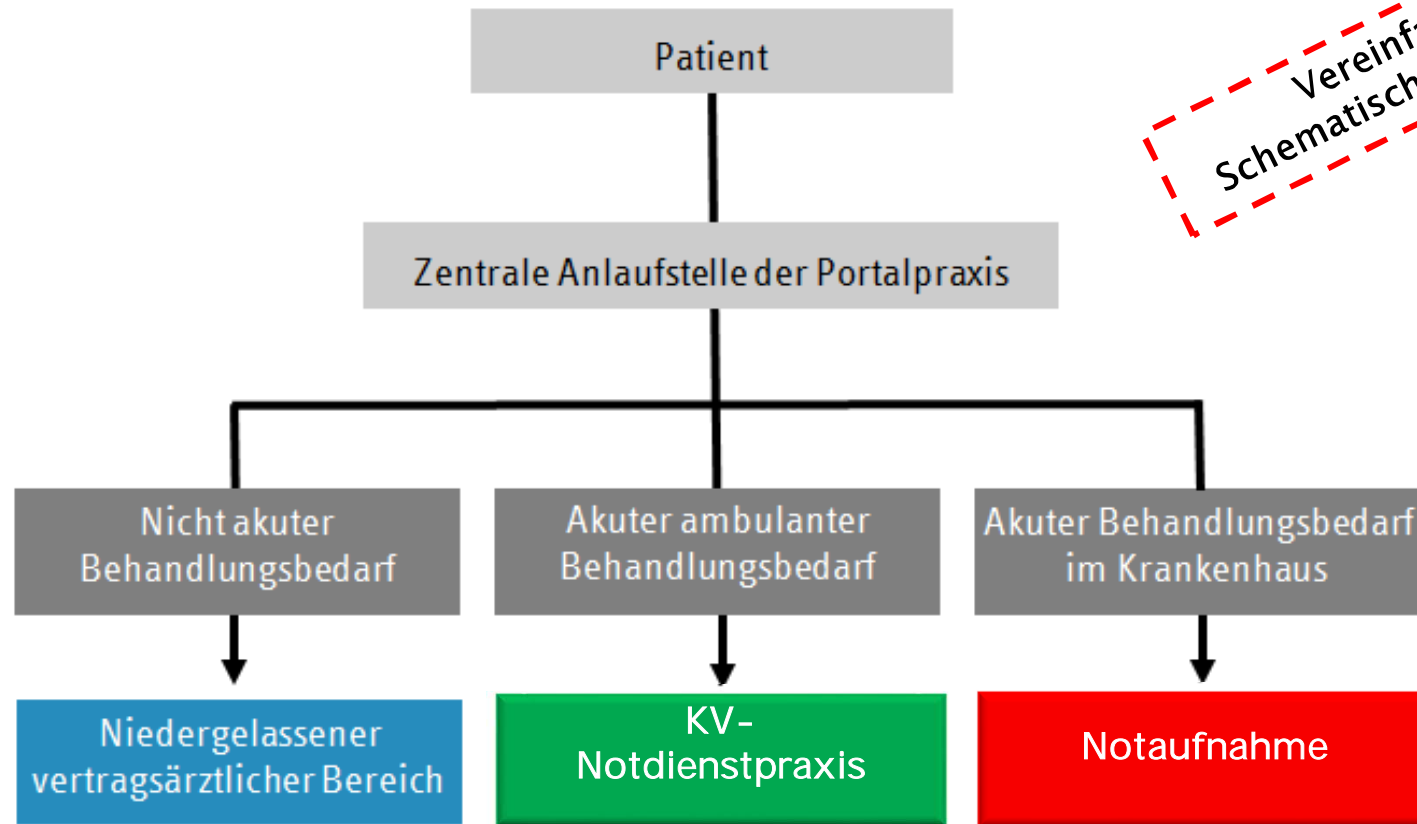 Patient
Schematisch
Zentrale Anlaufstelle der Portalpraxis
Nicht akuter
Behandlungsbedarf
Akuter ambulanter
Behandlungsbedarf
Akuter Behandlungsbedarf
im Krankenhaus
Niedergelassener
vertragsärztlicher Bereich
KV-
Notdienstpraxis
Notaufnahme